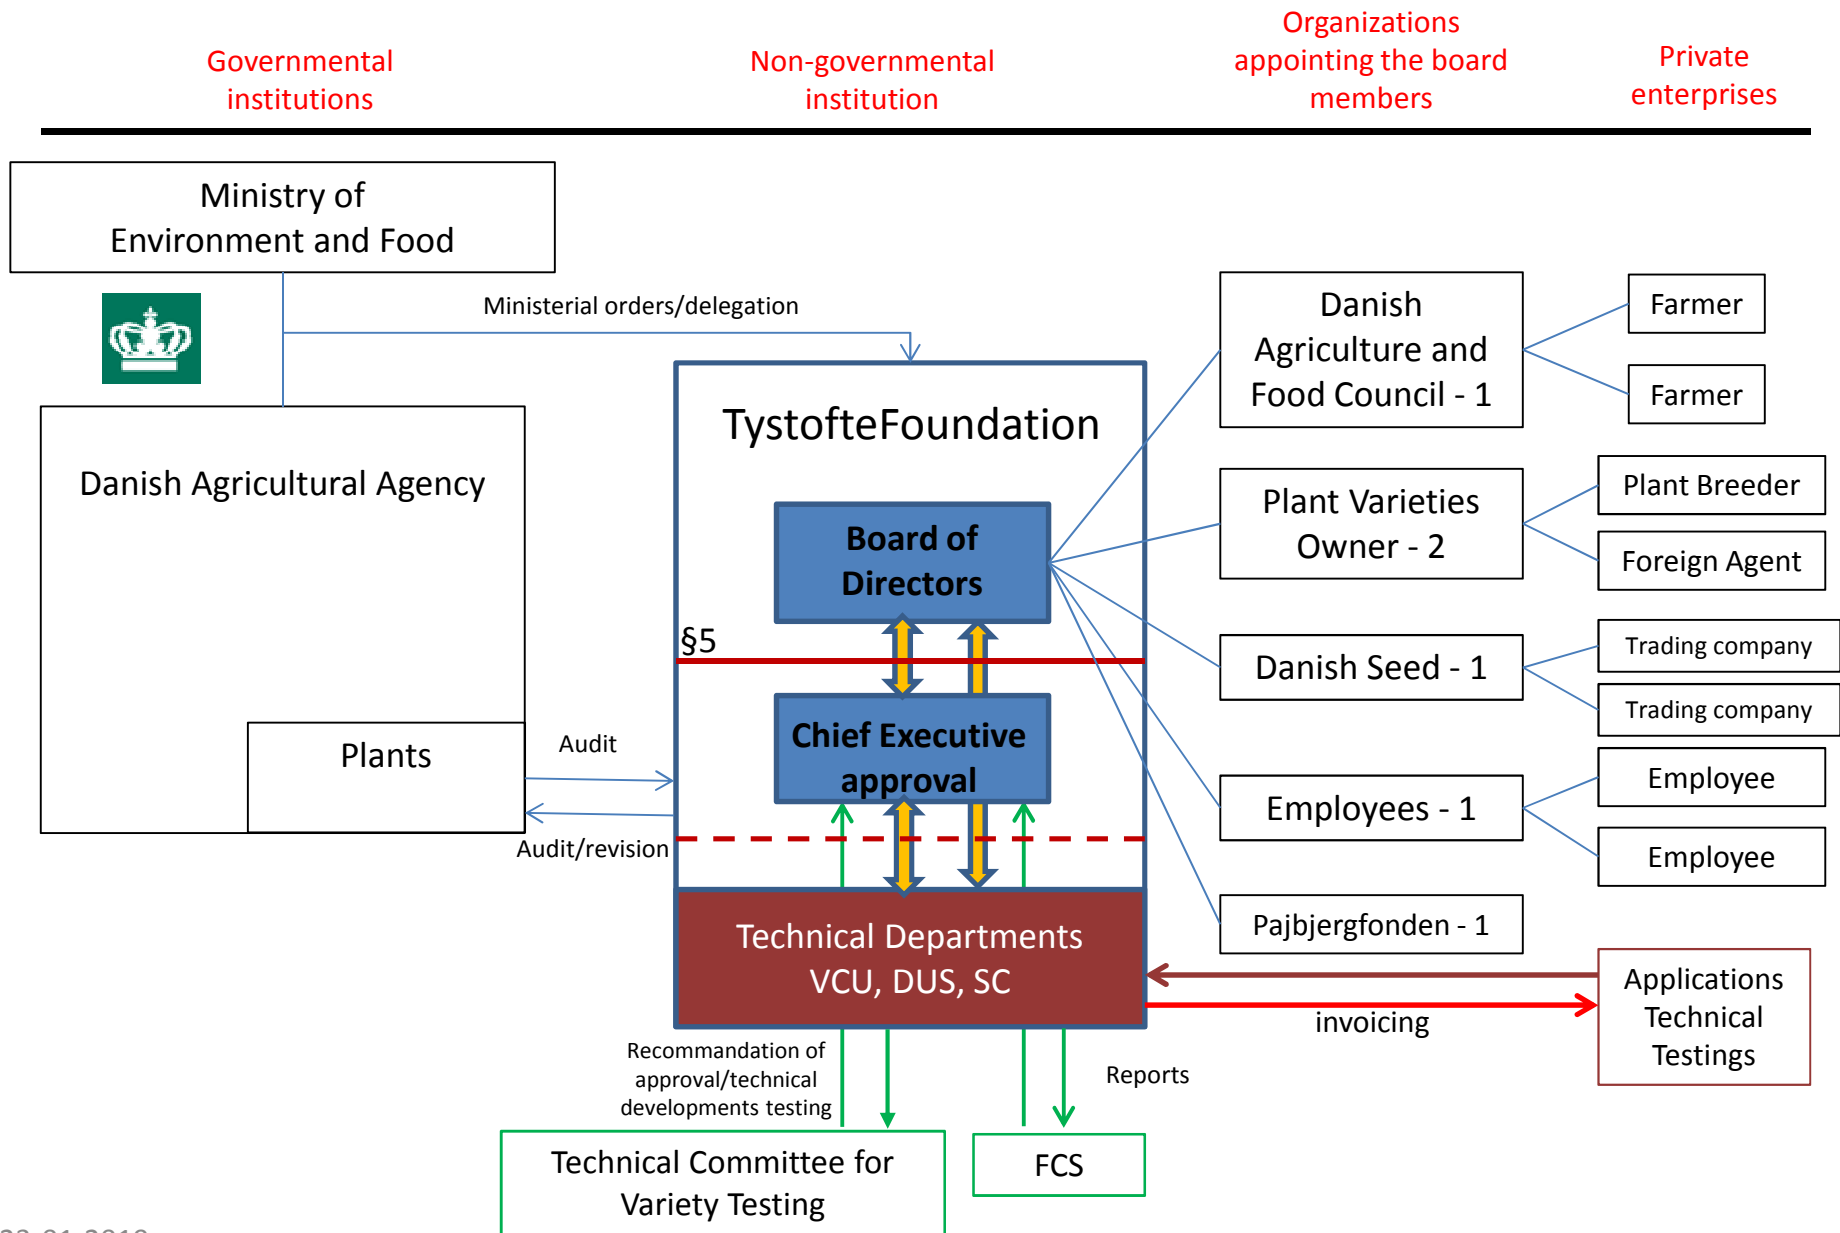 Governmental
institutions
Non-governmental
institution
Organizations
appointing the board
members
Private
enterprises
Ministry of
Environment and Food
Ministerial orders/delegation
Danish Agricultural Agency
Plants
Audit
Audit/revision
TystofteFoundation
Board of
Directors
§5
Chief Executive
approval
Technical Departments
VCU, DUS, SC
Danish
Agriculture and
Food Council - 1
Farmer
Farmer
Plant Varieties
Owner - 2
Plant Breeder
Foreign Agent
Danish Seed - 1
Trading company
Trading company
Employees - 1
Employee
Employee
Pajbjergfonden - 1
Applications
Technical
Testings
invoicing
Recommandation of
approval/technical
developments testing
Reports
Technical Committee for
Variety Testing
FCS